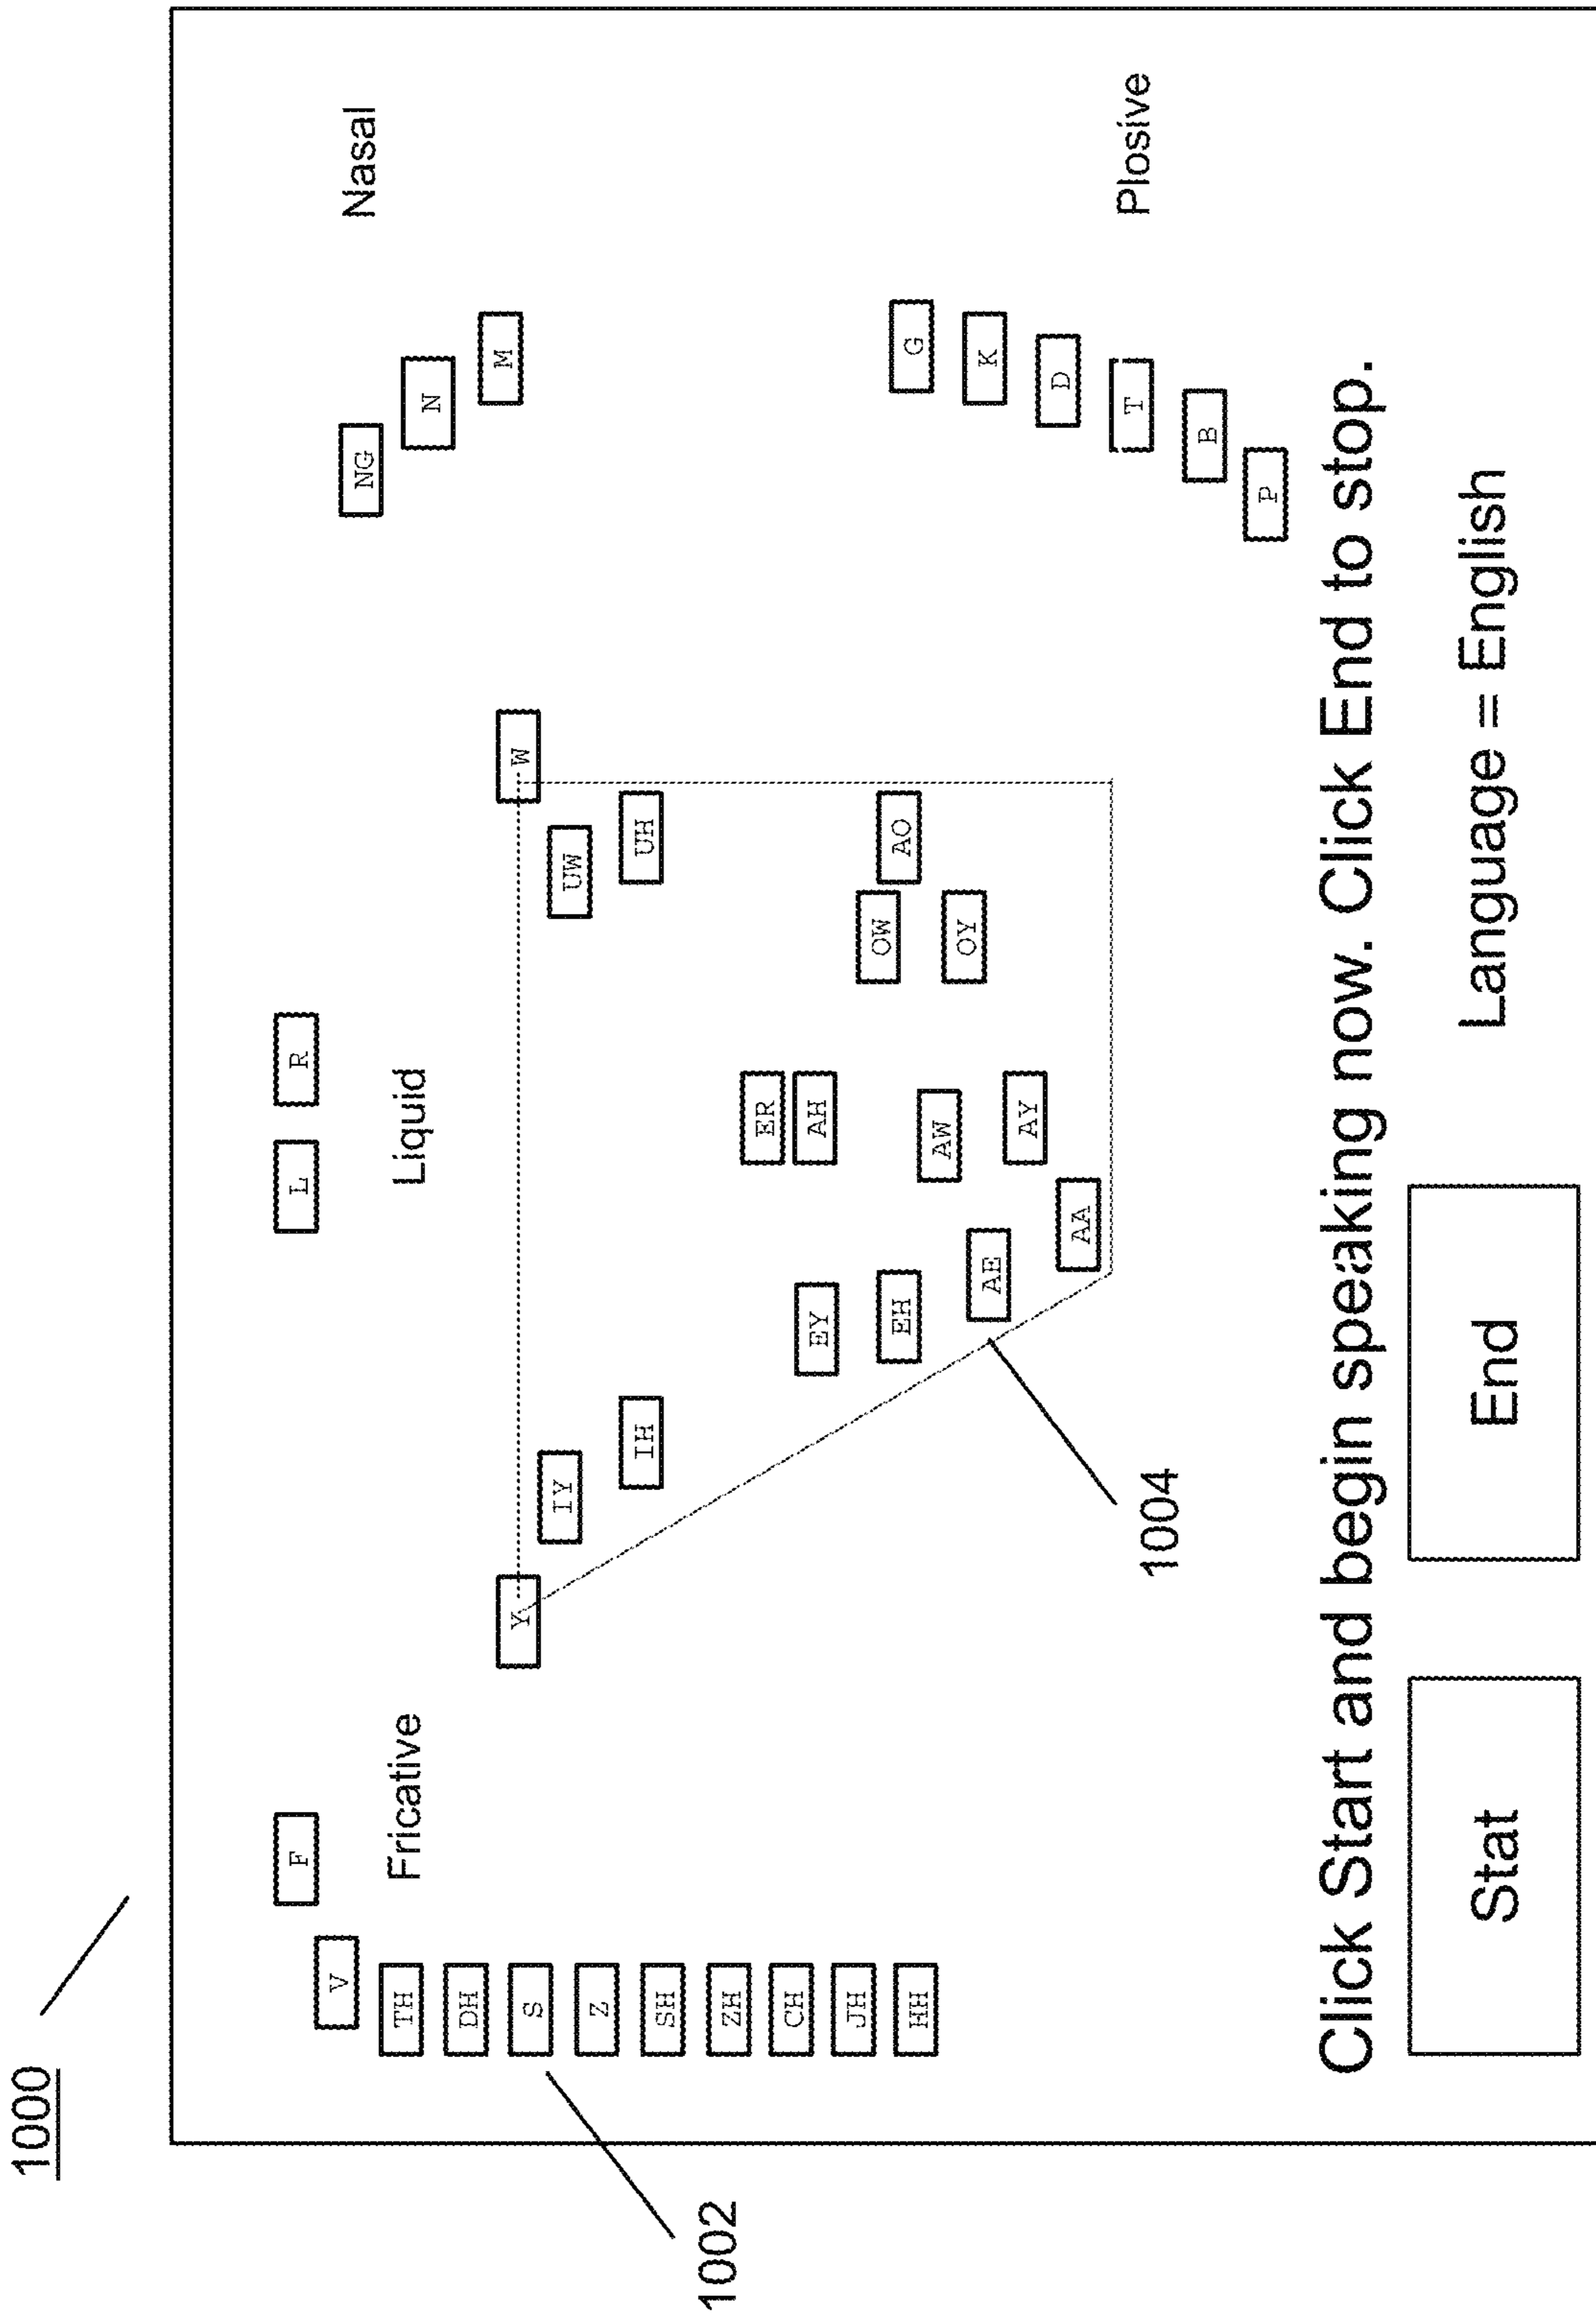 1000
1002
1004
F
V
TH
DH
S
Z
SH
ZH
CH
JH
HH
Fricative
L
R
Liquid
Nasal
NG
N
M
Y
W
IY
UW
IH
UH
ER
EY
AH
OW
EH
AO
AW
OY
AE
AY
AA
G
K
D
T
B
P
Plosive
Click Start and begin speaking now. Click End to stop.
Stat
End
Language = English